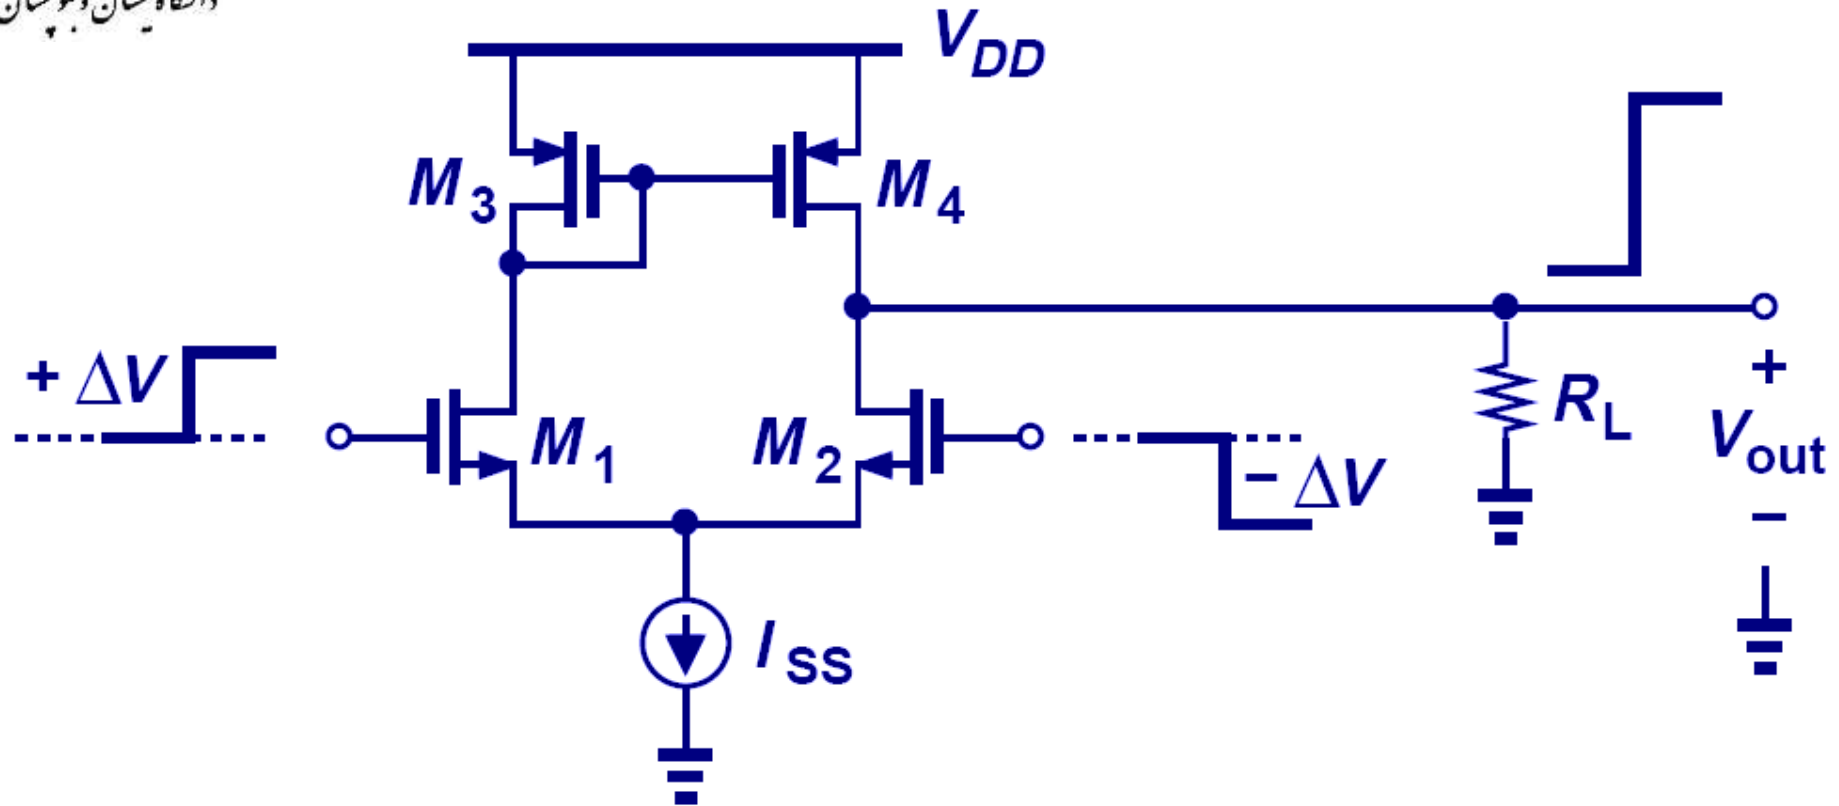 V_DD
M_3
M_4
+ ΔV
M_1
M_2
− ΔV
R_L
+
V_out
−
I_SS